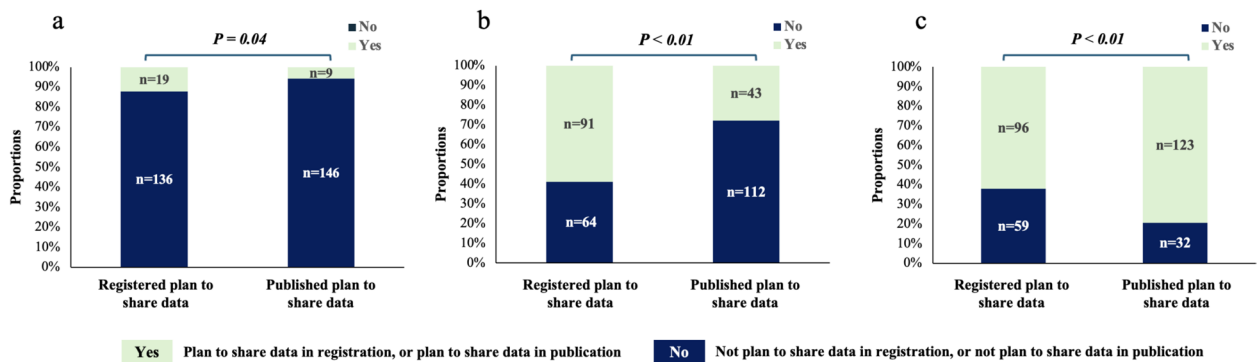 a
No
Yes
P = 0.04
100%
90%
80%
70%
60%
50%
40%
30%
20%
10%
0%
Proportions
n=19
n=9
n=136
n=146
Registered plan to
share data
Published plan to
share data
b
No
Yes
P < 0.01
100%
90%
80%
70%
60%
50%
40%
30%
20%
10%
0%
Proportions
n=91
n=43
n=64
n=112
Registered plan to
share data
Published plan to
share data
c
No
Yes
P < 0.01
100%
90%
80%
70%
60%
50%
40%
30%
20%
10%
0%
Proportions
n=96
n=123
n=59
n=32
Registered plan to
share data
Published plan to
share data
Yes Plan to share data in registration, or plan to share data in publication
No Not plan to share data in registration, or not plan to share data in publication